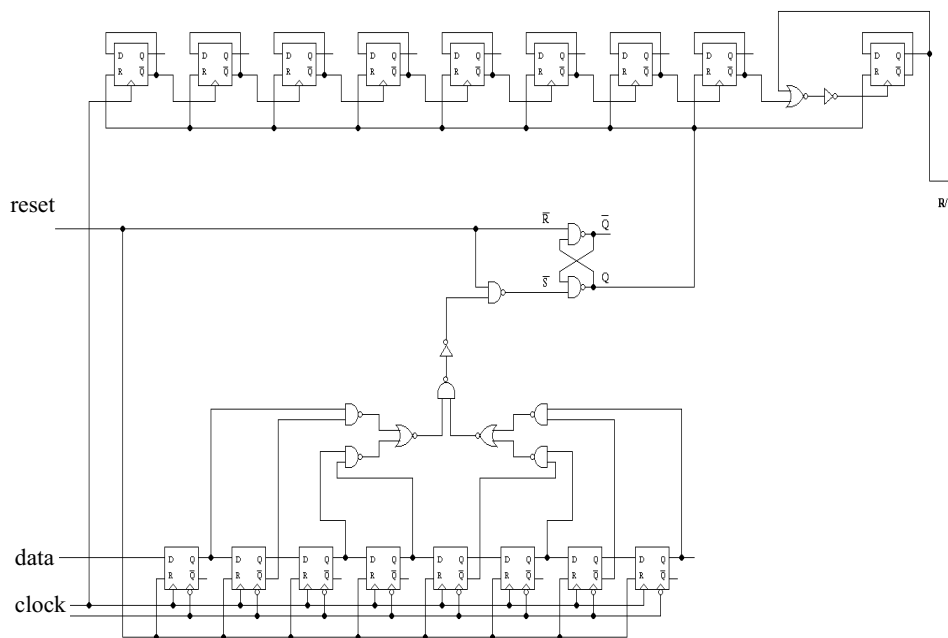 D Q D Q D Q D Q D Q D Q D Q D Q D Q
R Q̅ R Q̅ R Q̅ R Q̅ R Q̅ R Q̅ R Q̅ R Q̅ R Q̅
reset
R/
R̅ Q̅
S̅ Q
data
D Q D Q D Q D Q D Q D Q D Q D Q
R Q̅ R Q̅ R Q̅ R Q̅ R Q̅ R Q̅ R Q̅ R Q̅
clock